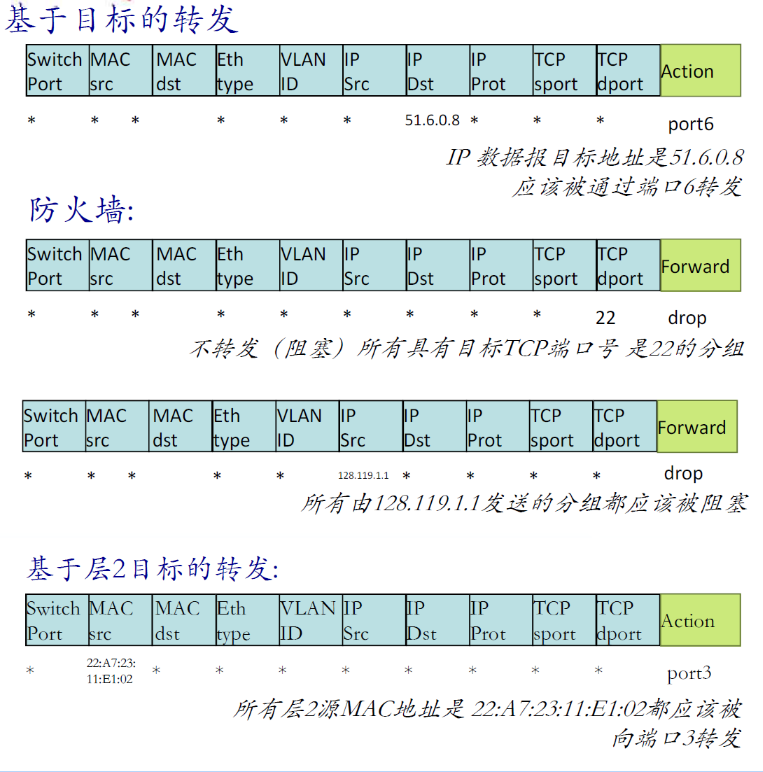 基于目标的转发
Switch Port MAC src MAC dst Eth type VLAN ID IP Src IP Dst IP Prot TCP sport TCP dport Action
* * * * * * 51.6.0.8 * * * port6
IP 数据报目标地址是51.6.0.8
应该被通过端口6转发
防火墙:
Switch Port MAC src MAC dst Eth type VLAN ID IP Src IP Dst IP Prot TCP sport TCP dport Forward
* * * * * * * * * 22 drop
不转发（阻塞）所有具有目标TCP端口号 是22的分组
Switch Port MAC src MAC dst Eth type VLAN ID IP Src IP Dst IP Prot TCP sport TCP dport Forward
* * * * * 128.119.1.1 * * * * drop
所有由128.119.1.1发送的分组都应该被阻塞
基于层2目标的转发:
Switch Port MAC src MAC dst Eth type VLAN ID IP Src IP Dst IP Prot TCP sport TCP dport Action
* 22:A7:23: 11:E1:02 * * * * * * * * port3
所有层2源MAC地址是 22:A7:23:11:E1:02都应该被
向端口3转发